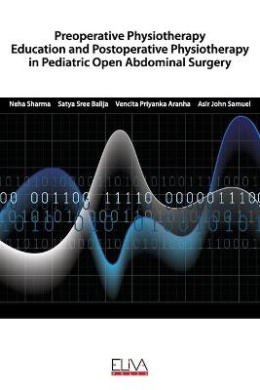 Preoperative Physiotherapy
Education and Postoperative Physiotherapy
in Pediatric Open Abdominal Surgery
Neha Sharma Satya Sree Balija Vencita Priyanka Aranha Asir John Samuel
ELIVA
PRESS